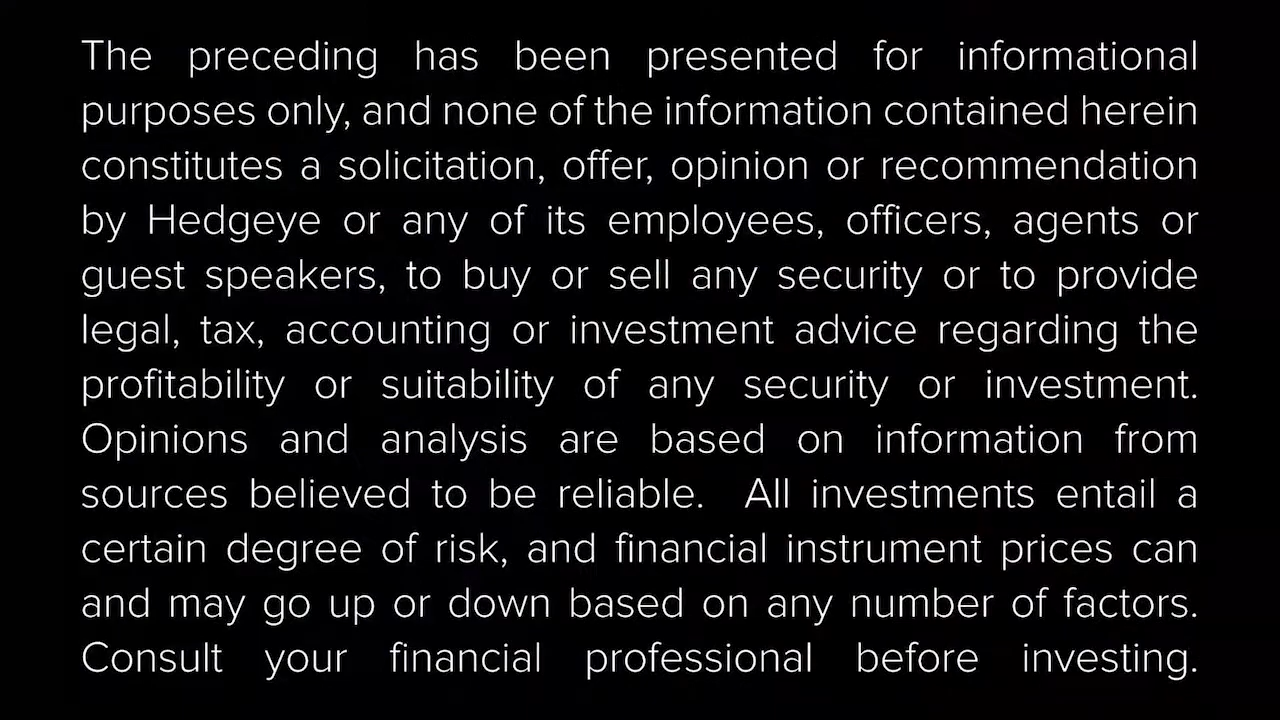 The preceding has been presented for informational
purposes only, and none of the information contained herein
constitutes a solicitation, offer, opinion or recommendation
by Hedgeye or any of its employees, officers, agents or
guest speakers, to buy or sell any security or to provide
legal, tax, accounting or investment advice regarding the
profitability or suitability of any security or investment.
Opinions and analysis are based on information from
sources believed to be reliable.  All investments entail a
certain degree of risk, and financial instrument prices can
and may go up or down based on any number of factors.
Consult your financial professional before investing.